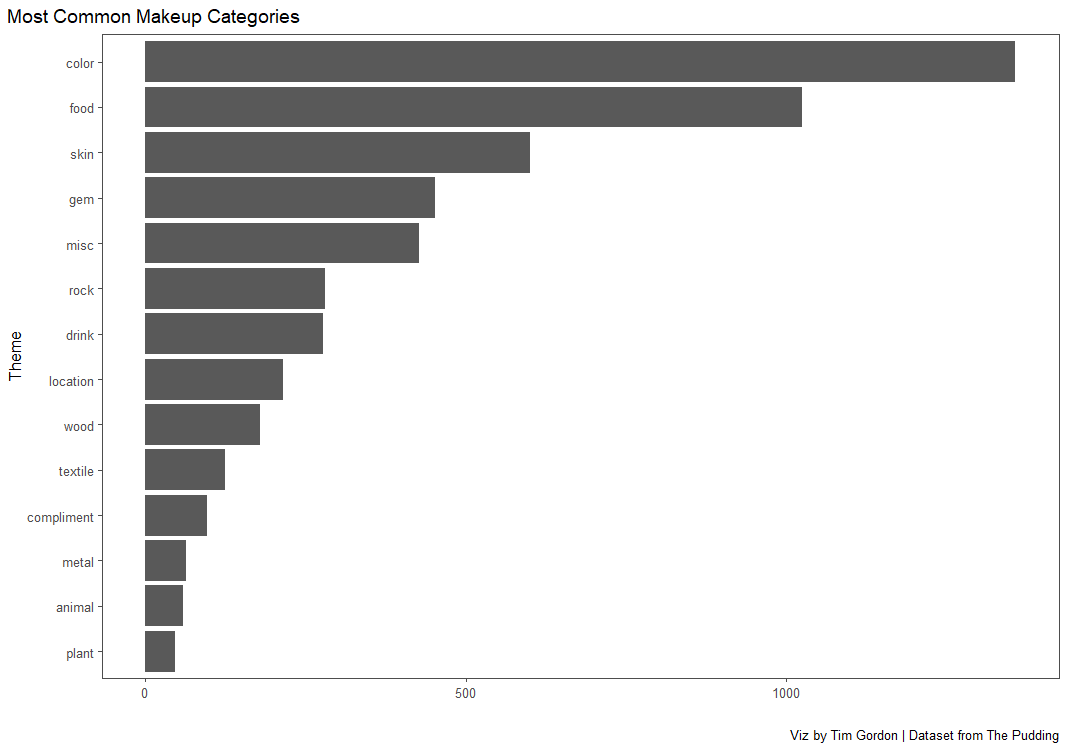 Most Common Makeup Categories
color
food
skin
gem
misc
rock
drink
location
wood
textile
compliment
metal
animal
plant
Theme
0 500 1000
Viz by Tim Gordon | Dataset from The Pudding